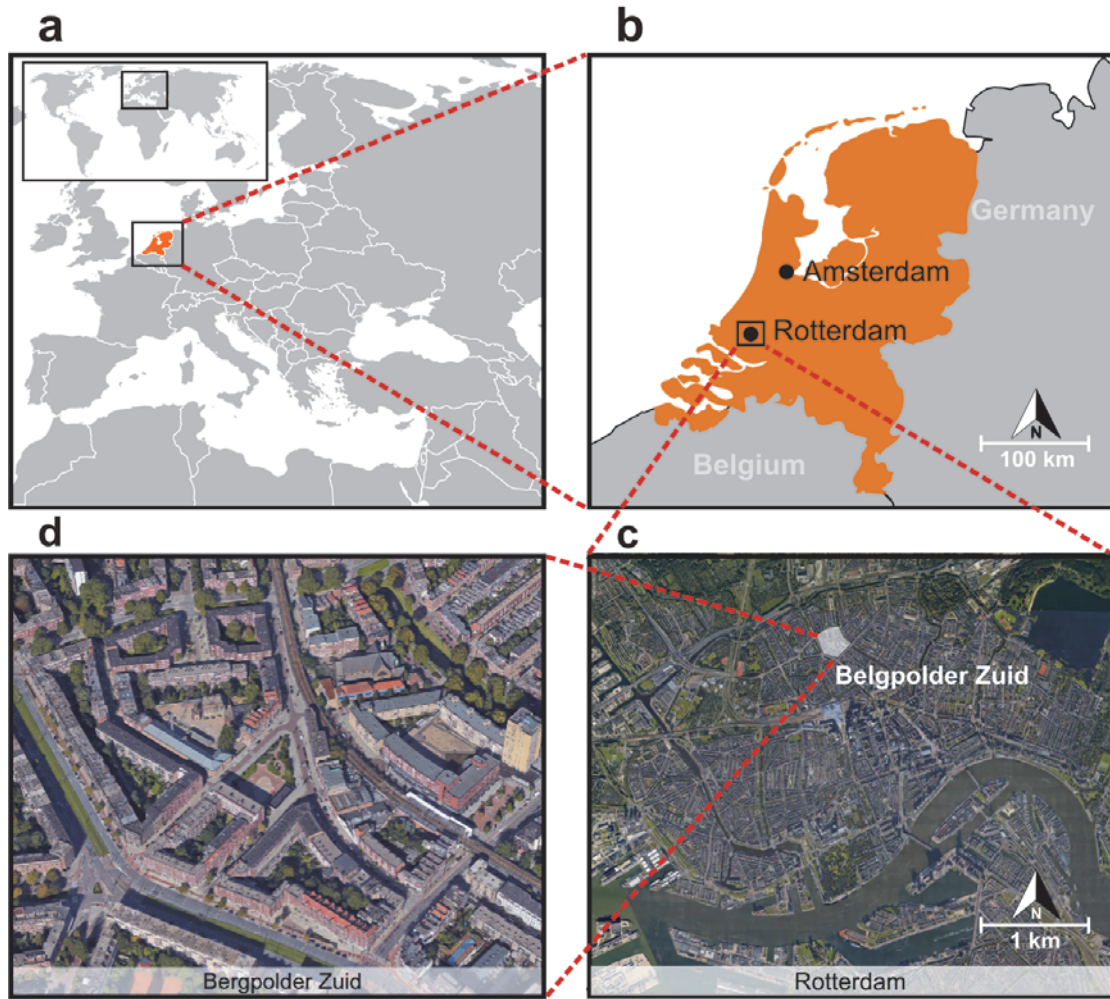 a
b
Germany
Amsterdam
Rotterdam
N
100 km
Belgium
d
c
Belgpolder Zuid
N
1 km
Bergpolder Zuid
Rotterdam